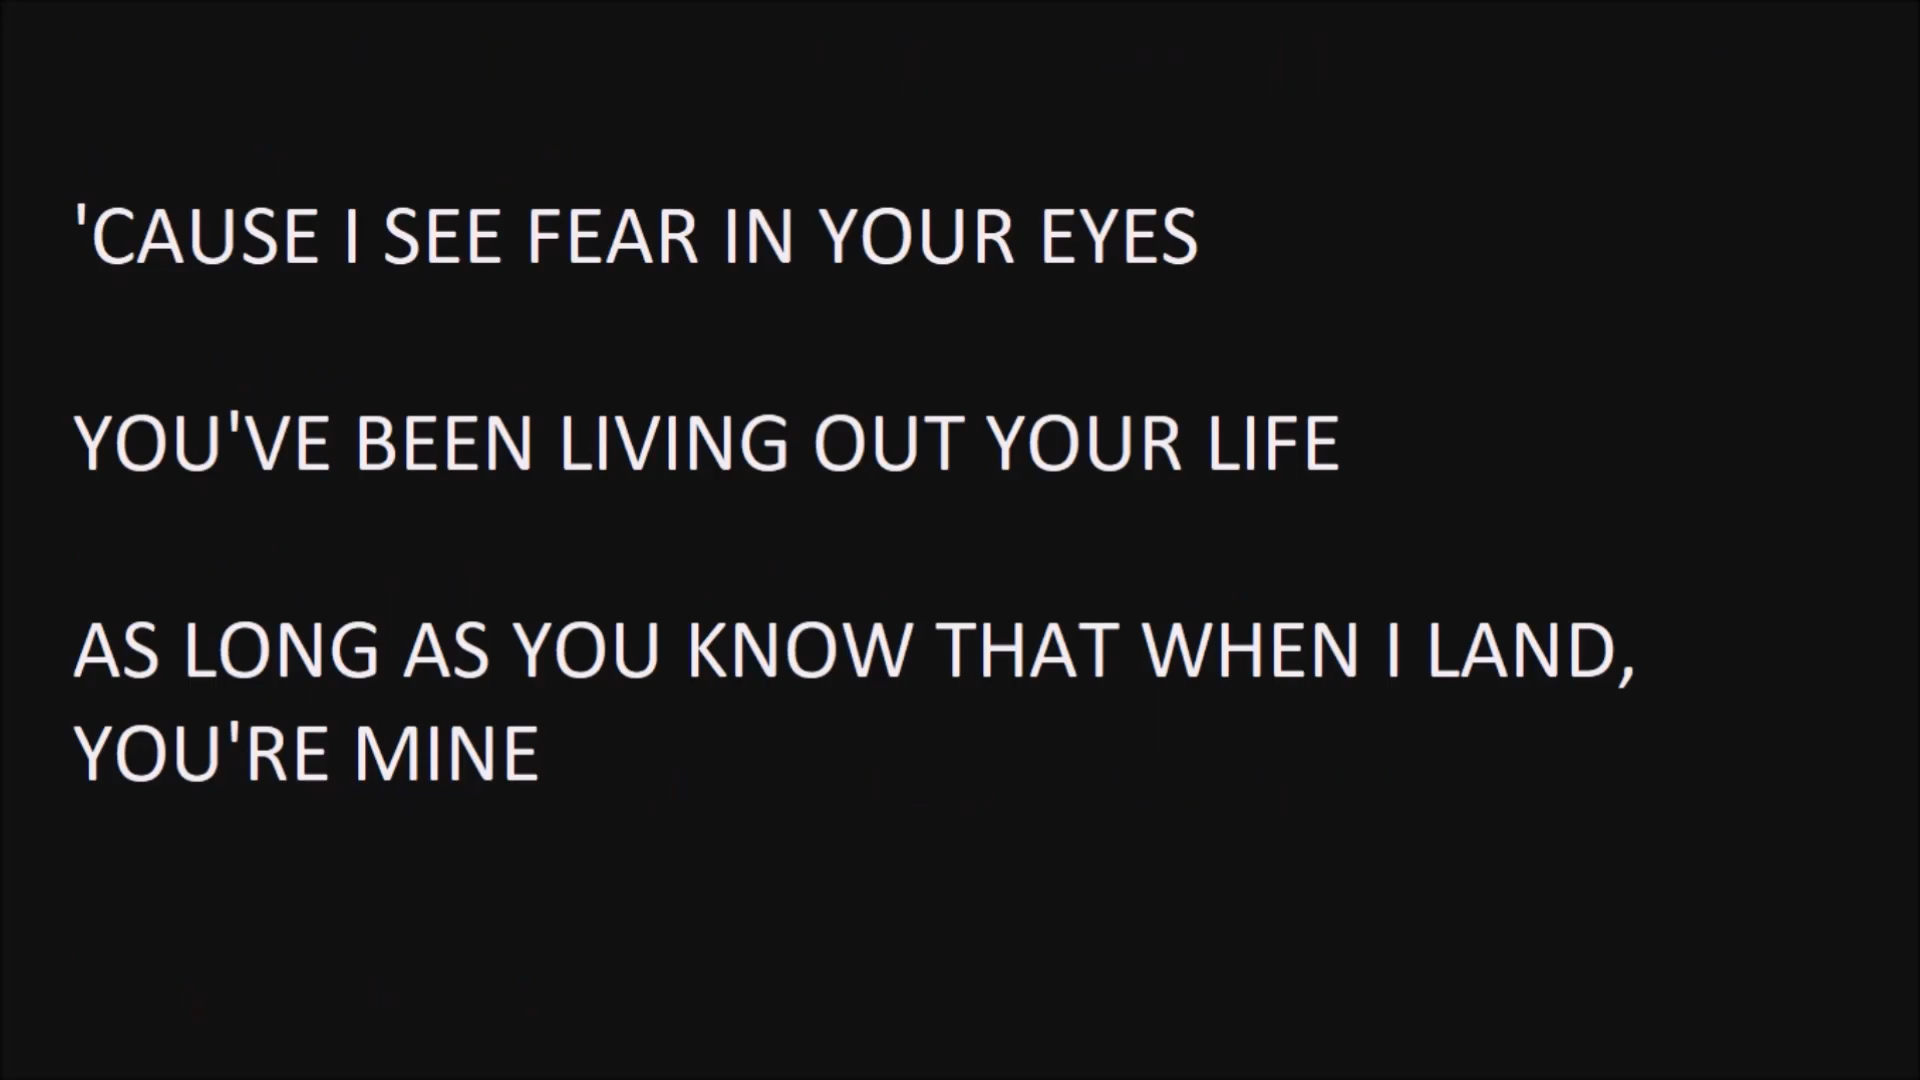 'CAUSE I SEE FEAR IN YOUR EYES
YOU'VE BEEN LIVING OUT YOUR LIFE
AS LONG AS YOU KNOW THAT WHEN I LAND,
YOU'RE MINE